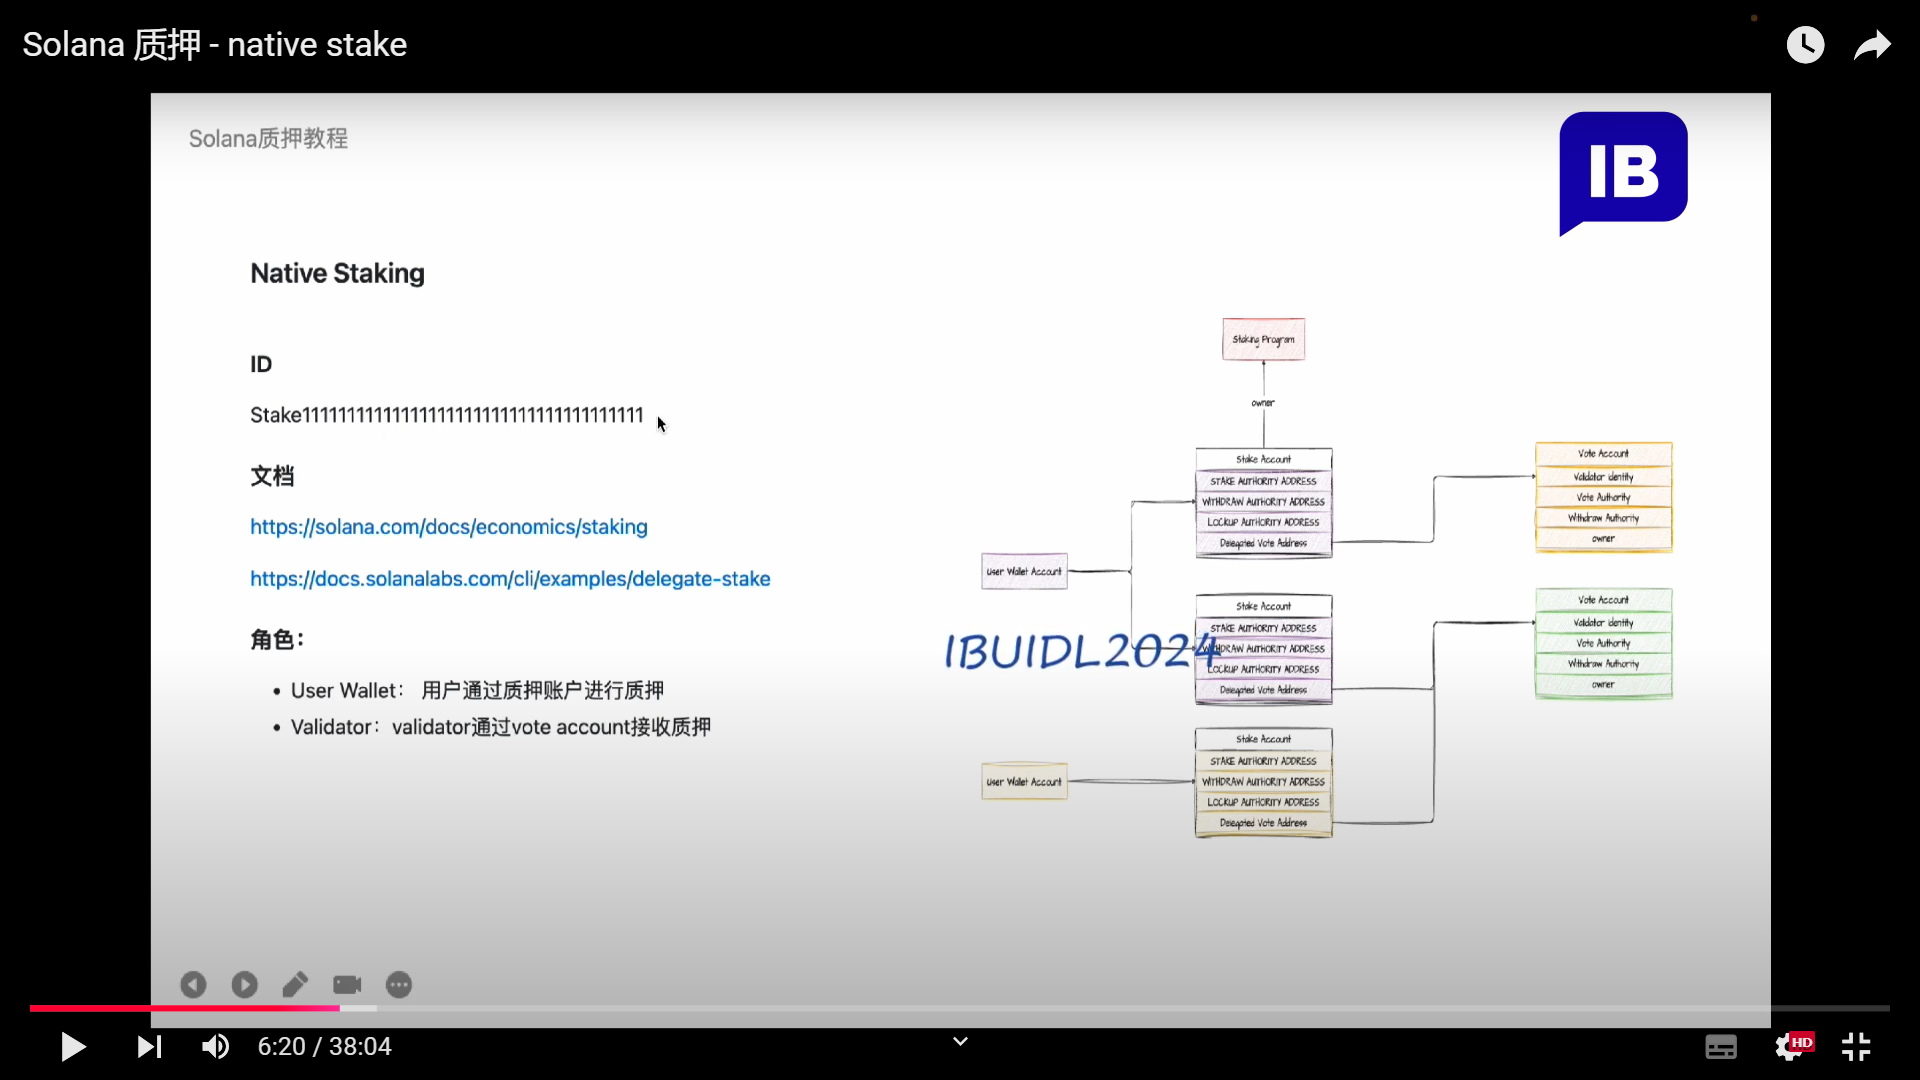 Solana 质押 - native stake
Solana质押教程
IB
Native Staking
ID
Stake11111111111111111111111111111111111111
文档
https://solana.com/docs/economics/staking
https://docs.solanalabs.com/cli/examples/delegate-stake
角色：
• User Wallet： 用户通过质押账户进行质押
• Validator：validator通过vote account接收质押
Staking Program
owner
Stake Account
STAKE AUTHORITY ADDRESS
WITHDRAW AUTHORITY ADDRESS
LOCKUP AUTHORITY ADDRESS
Delegated Vote Address
Vote Account
Validator identity
Vote Authority
Withdraw Authority
owner
User Wallet Account
Stake Account
STAKE AUTHORITY ADDRESS
WITHDRAW AUTHORITY ADDRESS
LOCKUP AUTHORITY ADDRESS
Delegated Vote Address
IBUIDL2024
Vote Account
Validator identity
Vote Authority
Withdraw Authority
owner
User Wallet Account
Stake Account
STAKE AUTHORITY ADDRESS
WITHDRAW AUTHORITY ADDRESS
LOCKUP AUTHORITY ADDRESS
Delegated Vote Address
6:20 / 38:04
HD